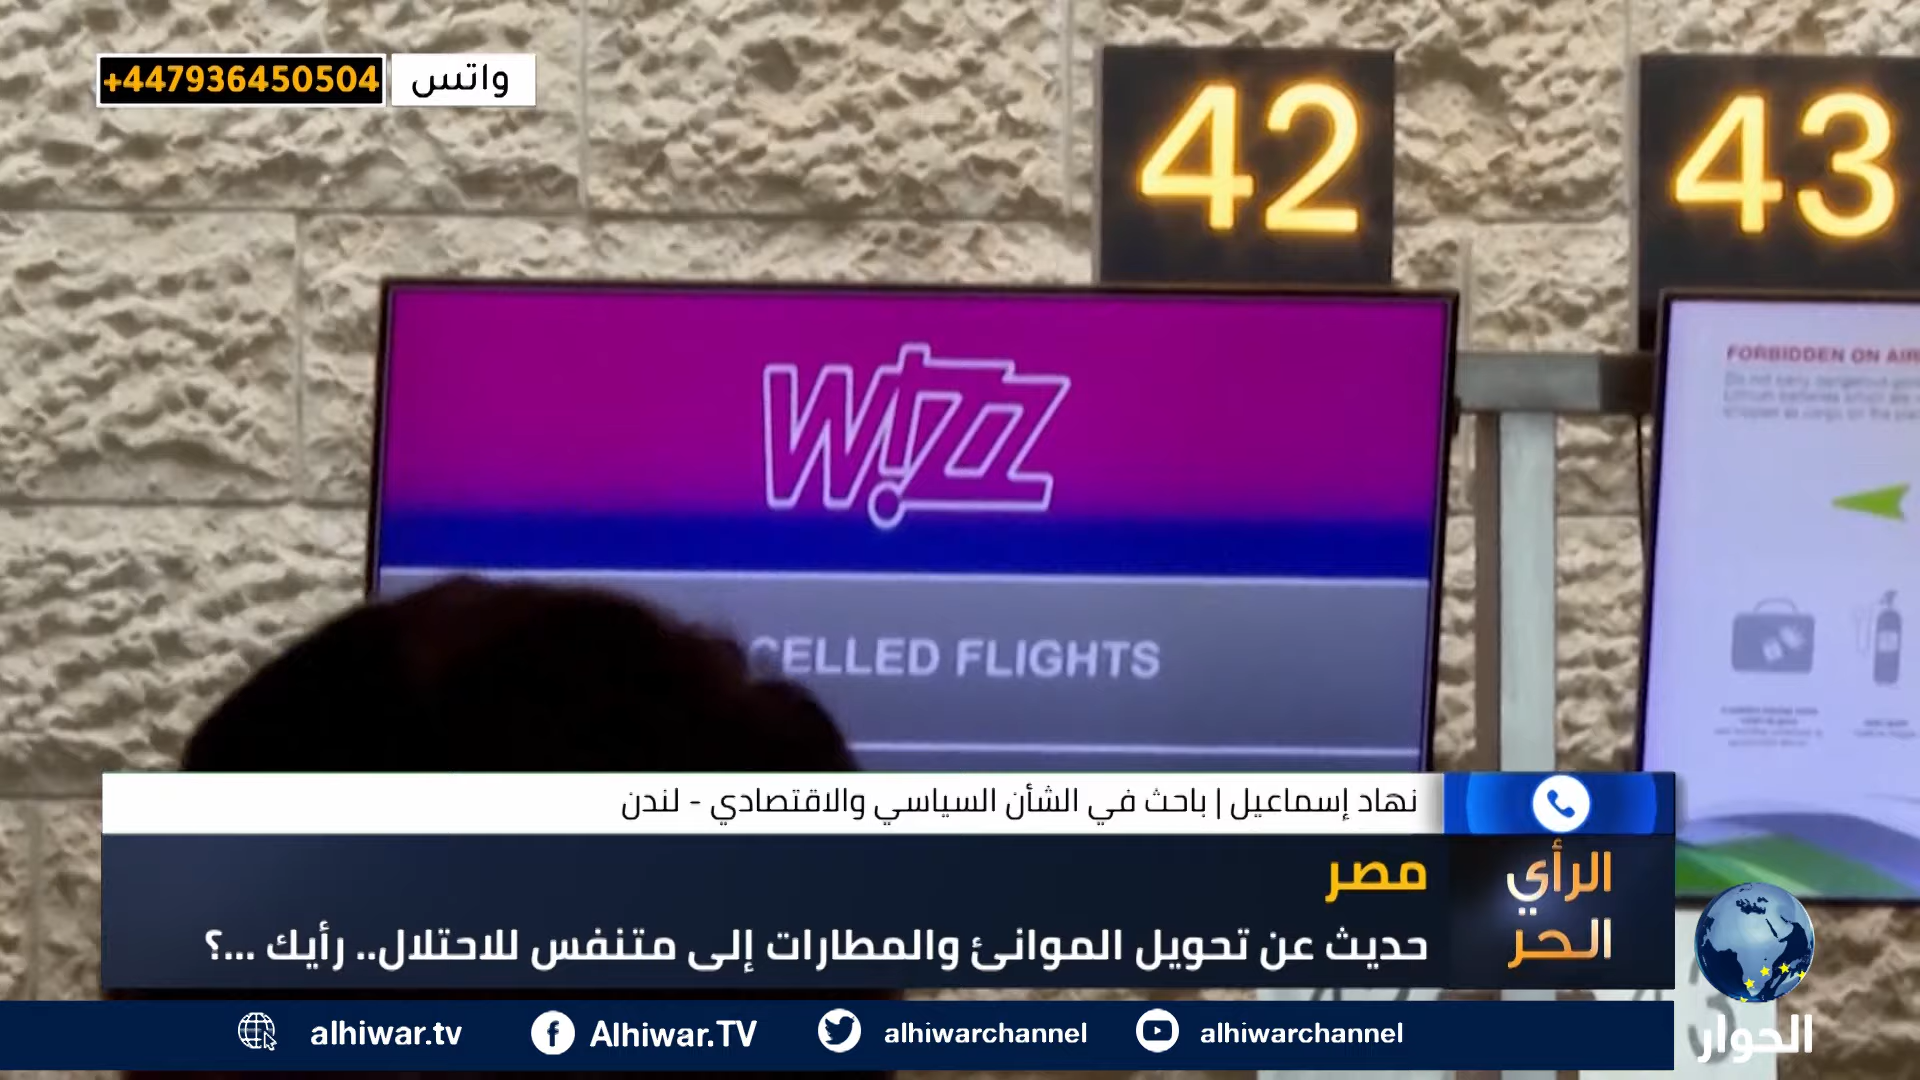 +447936450504 واتس
42
43
WIZZ
CELLED FLIGHTS
FORBIDDEN ON AIR
نهاد إسماعيل | باحث في الشأن السياسي والاقتصادي - لندن
الرأي
الحر
مصر
حديث عن تحويل الموانئ والمطارات إلى متنفس للاحتلال.. رأيك ...؟
alhiwar.tv
Alhiwar.TV
alhiwarchannel
alhiwarchannel
الحوار